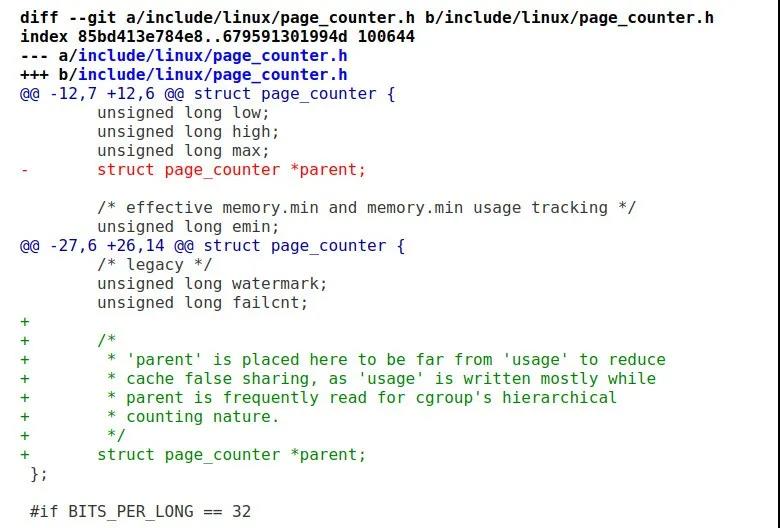 diff --git a/include/linux/page_counter.h b/include/linux/page_counter.h
index 85bd413e784e8..679591301994d 100644
--- a/include/linux/page_counter.h
+++ b/include/linux/page_counter.h
@@ -12,7 +12,6 @@ struct page_counter {
        unsigned long low;
        unsigned long high;
        unsigned long max;
-       struct page_counter *parent;

        /* effective memory.min and memory.min usage tracking */
        unsigned long emin;
@@ -27,6 +26,14 @@ struct page_counter {
        /* legacy */
        unsigned long watermark;
        unsigned long failcnt;
+
+       /*
+        * 'parent' is placed here to be far from 'usage' to reduce
+        * cache false sharing, as 'usage' is written mostly while
+        * parent is frequently read for cgroup's hierarchical
+        * counting nature.
+        */
+       struct page_counter *parent;
 };

 #if BITS_PER_LONG == 32